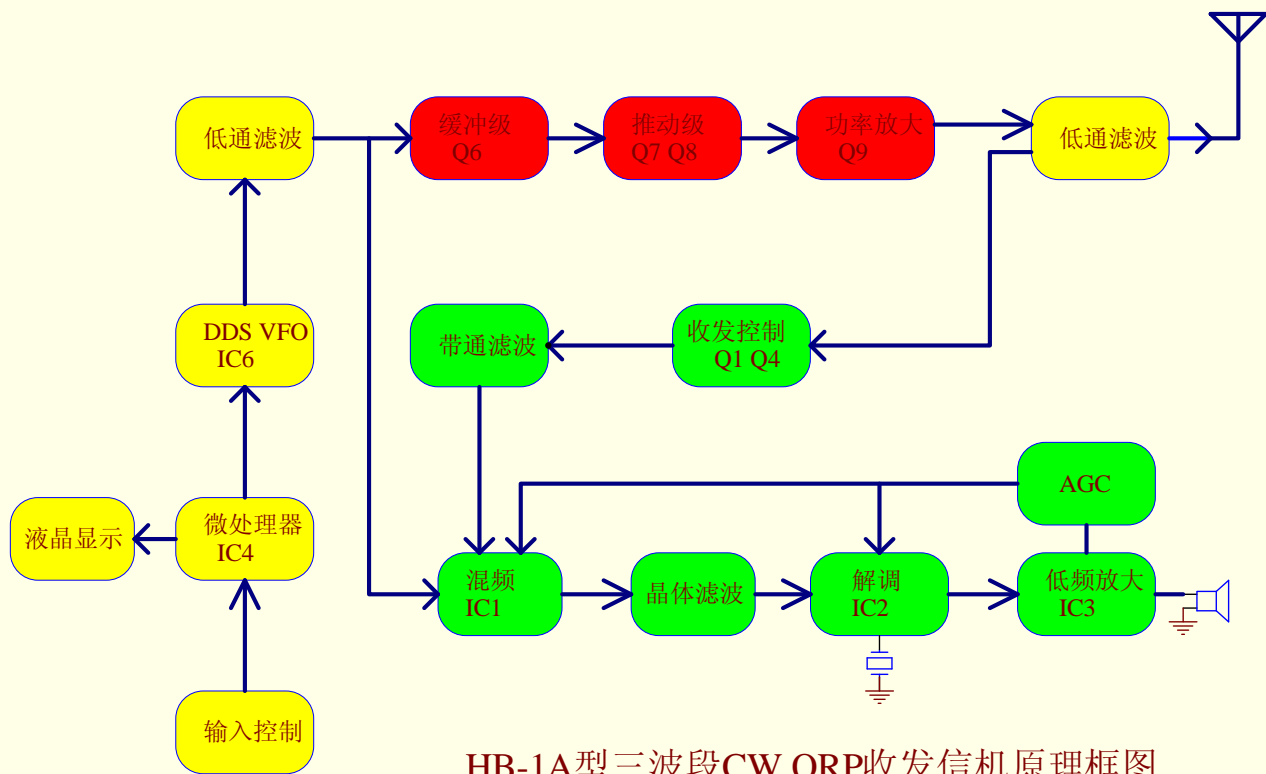 低通滤波
缓冲级
Q6
推动级
Q7 Q8
功率放大
Q9
低通滤波
DDS VFO
IC6
带通滤波
收发控制
Q1 Q4
AGC
液晶显示
微处理器
IC4
混频
IC1
晶体滤波
解调
IC2
低频放大
IC3
输入控制
HB-1A型三波段CW QRP收发信机原理框图